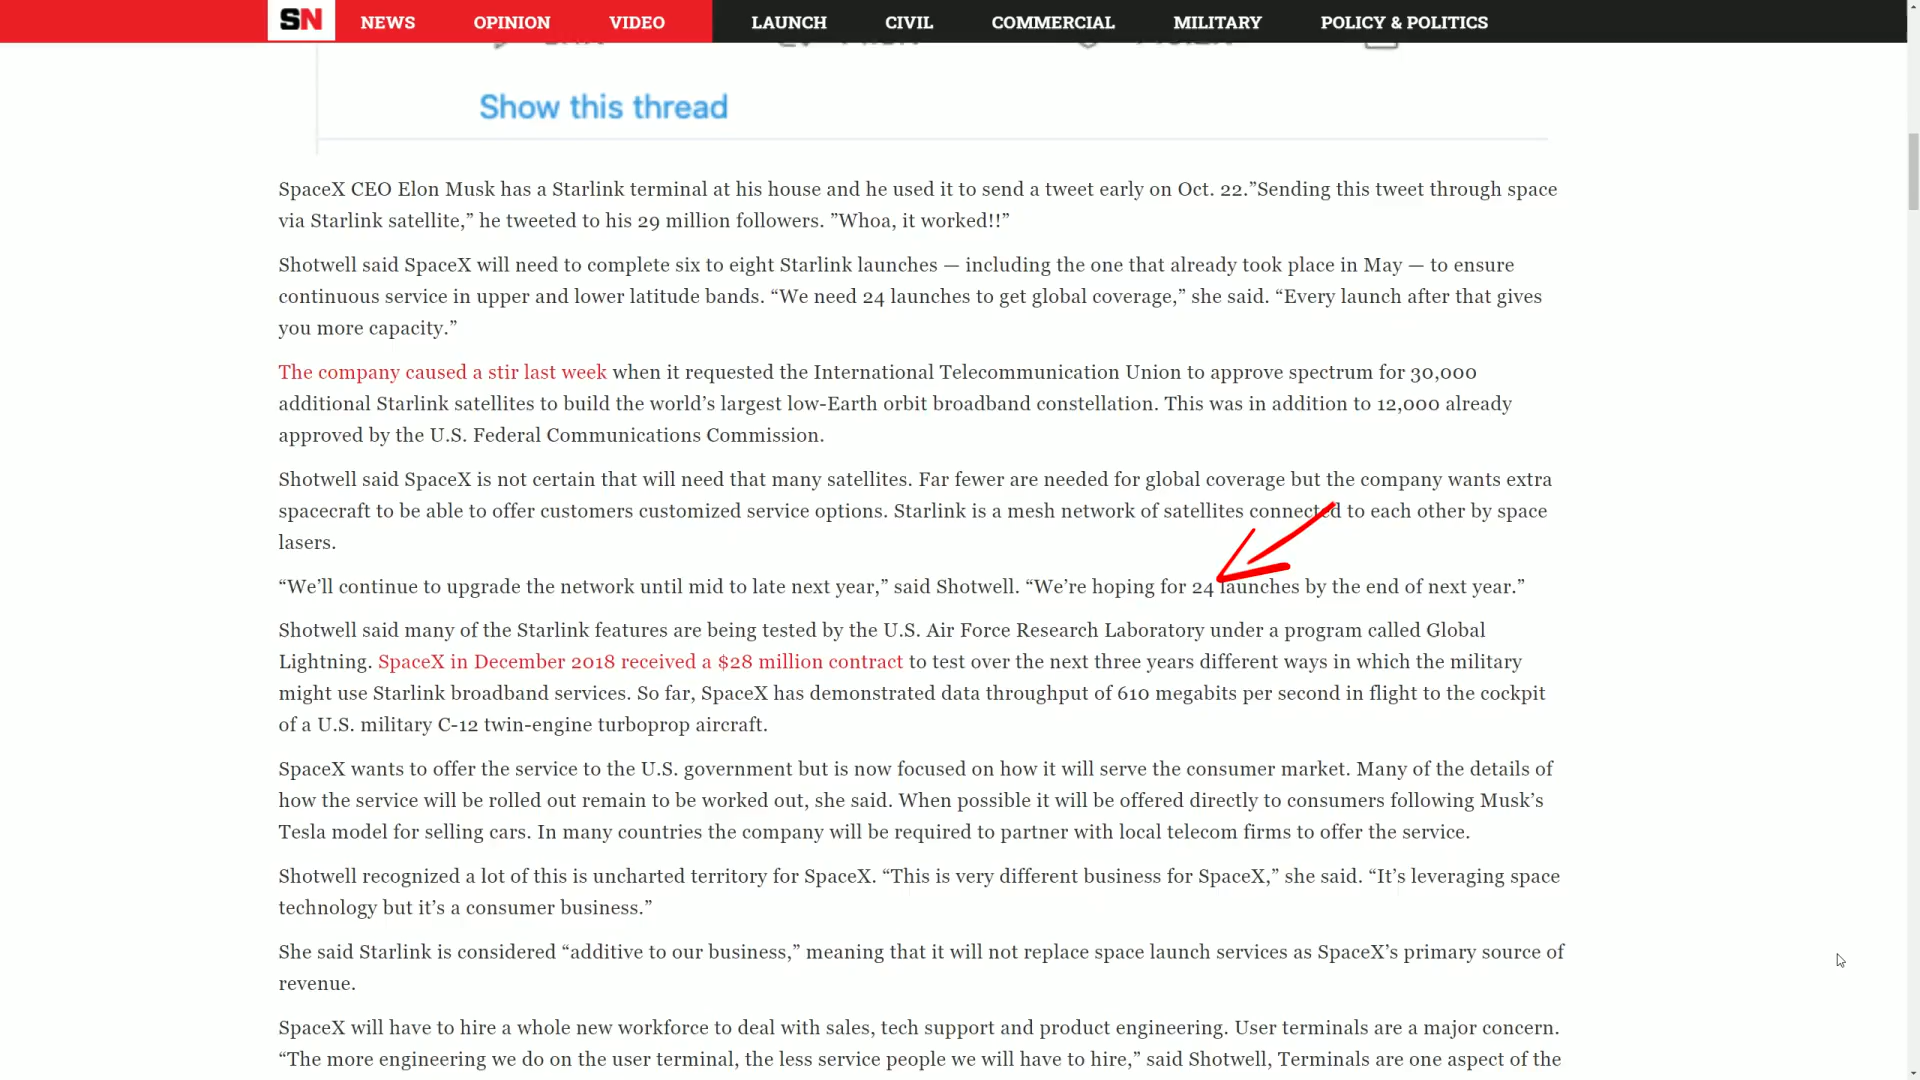 SN NEWS OPINION VIDEO LAUNCH CIVIL COMMERCIAL MILITARY POLICY & POLITICS
Show this thread
SpaceX CEO Elon Musk has a Starlink terminal at his house and he used it to send a tweet early on Oct. 22.”Sending this tweet through space
via Starlink satellite,” he tweeted to his 29 million followers. ”Whoa, it worked!!”
Shotwell said SpaceX will need to complete six to eight Starlink launches — including the one that already took place in May — to ensure
continuous service in upper and lower latitude bands. “We need 24 launches to get global coverage,” she said. “Every launch after that gives
you more capacity.”
The company caused a stir last week when it requested the International Telecommunication Union to approve spectrum for 30,000
additional Starlink satellites to build the world’s largest low-Earth orbit broadband constellation. This was in addition to 12,000 already
approved by the U.S. Federal Communications Commission.
Shotwell said SpaceX is not certain that will need that many satellites. Far fewer are needed for global coverage but the company wants extra
spacecraft to be able to offer customers customized service options. Starlink is a mesh network of satellites connected to each other by space
lasers.
“We’ll continue to upgrade the network until mid to late next year,” said Shotwell. “We’re hoping for 24 launches by the end of next year.”
Shotwell said many of the Starlink features are being tested by the U.S. Air Force Research Laboratory under a program called Global
Lightning. SpaceX in December 2018 received a $28 million contract to test over the next three years different ways in which the military
might use Starlink broadband services. So far, SpaceX has demonstrated data throughput of 610 megabits per second in flight to the cockpit
of a U.S. military C-12 twin-engine turboprop aircraft.
SpaceX wants to offer the service to the U.S. government but is now focused on how it will serve the consumer market. Many of the details of
how the service will be rolled out remain to be worked out, she said. When possible it will be offered directly to consumers following Musk’s
Tesla model for selling cars. In many countries the company will be required to partner with local telecom firms to offer the service.
Shotwell recognized a lot of this is uncharted territory for SpaceX. “This is very different business for SpaceX,” she said. “It’s leveraging space
technology but it’s a consumer business.”
She said Starlink is considered “additive to our business,” meaning that it will not replace space launch services as SpaceX’s primary source of
revenue.
SpaceX will have to hire a whole new workforce to deal with sales, tech support and product engineering. User terminals are a major concern.
“The more engineering we do on the user terminal, the less service people we will have to hire,” said Shotwell, Terminals are one aspect of the